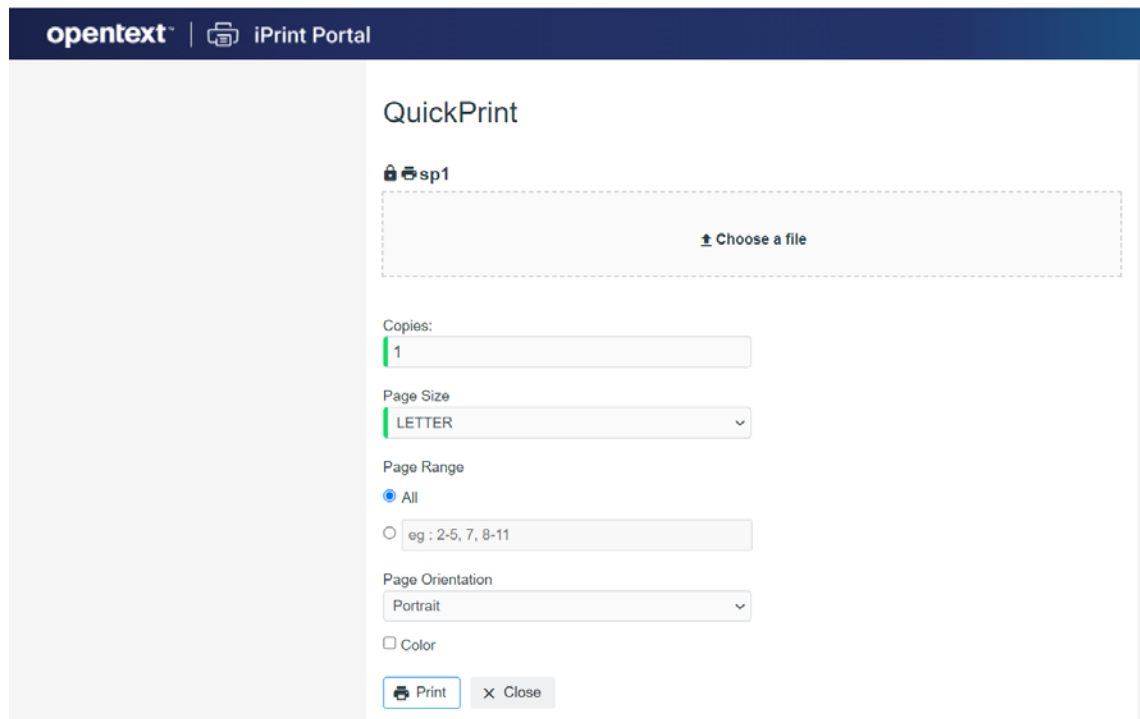 opentext™ | iPrint Portal
QuickPrint
sp1
Choose a file
Copies:
1
Page Size
LETTER
Page Range
All
eg : 2-5, 7, 8-11
Page Orientation
Portrait
Color
Print Close